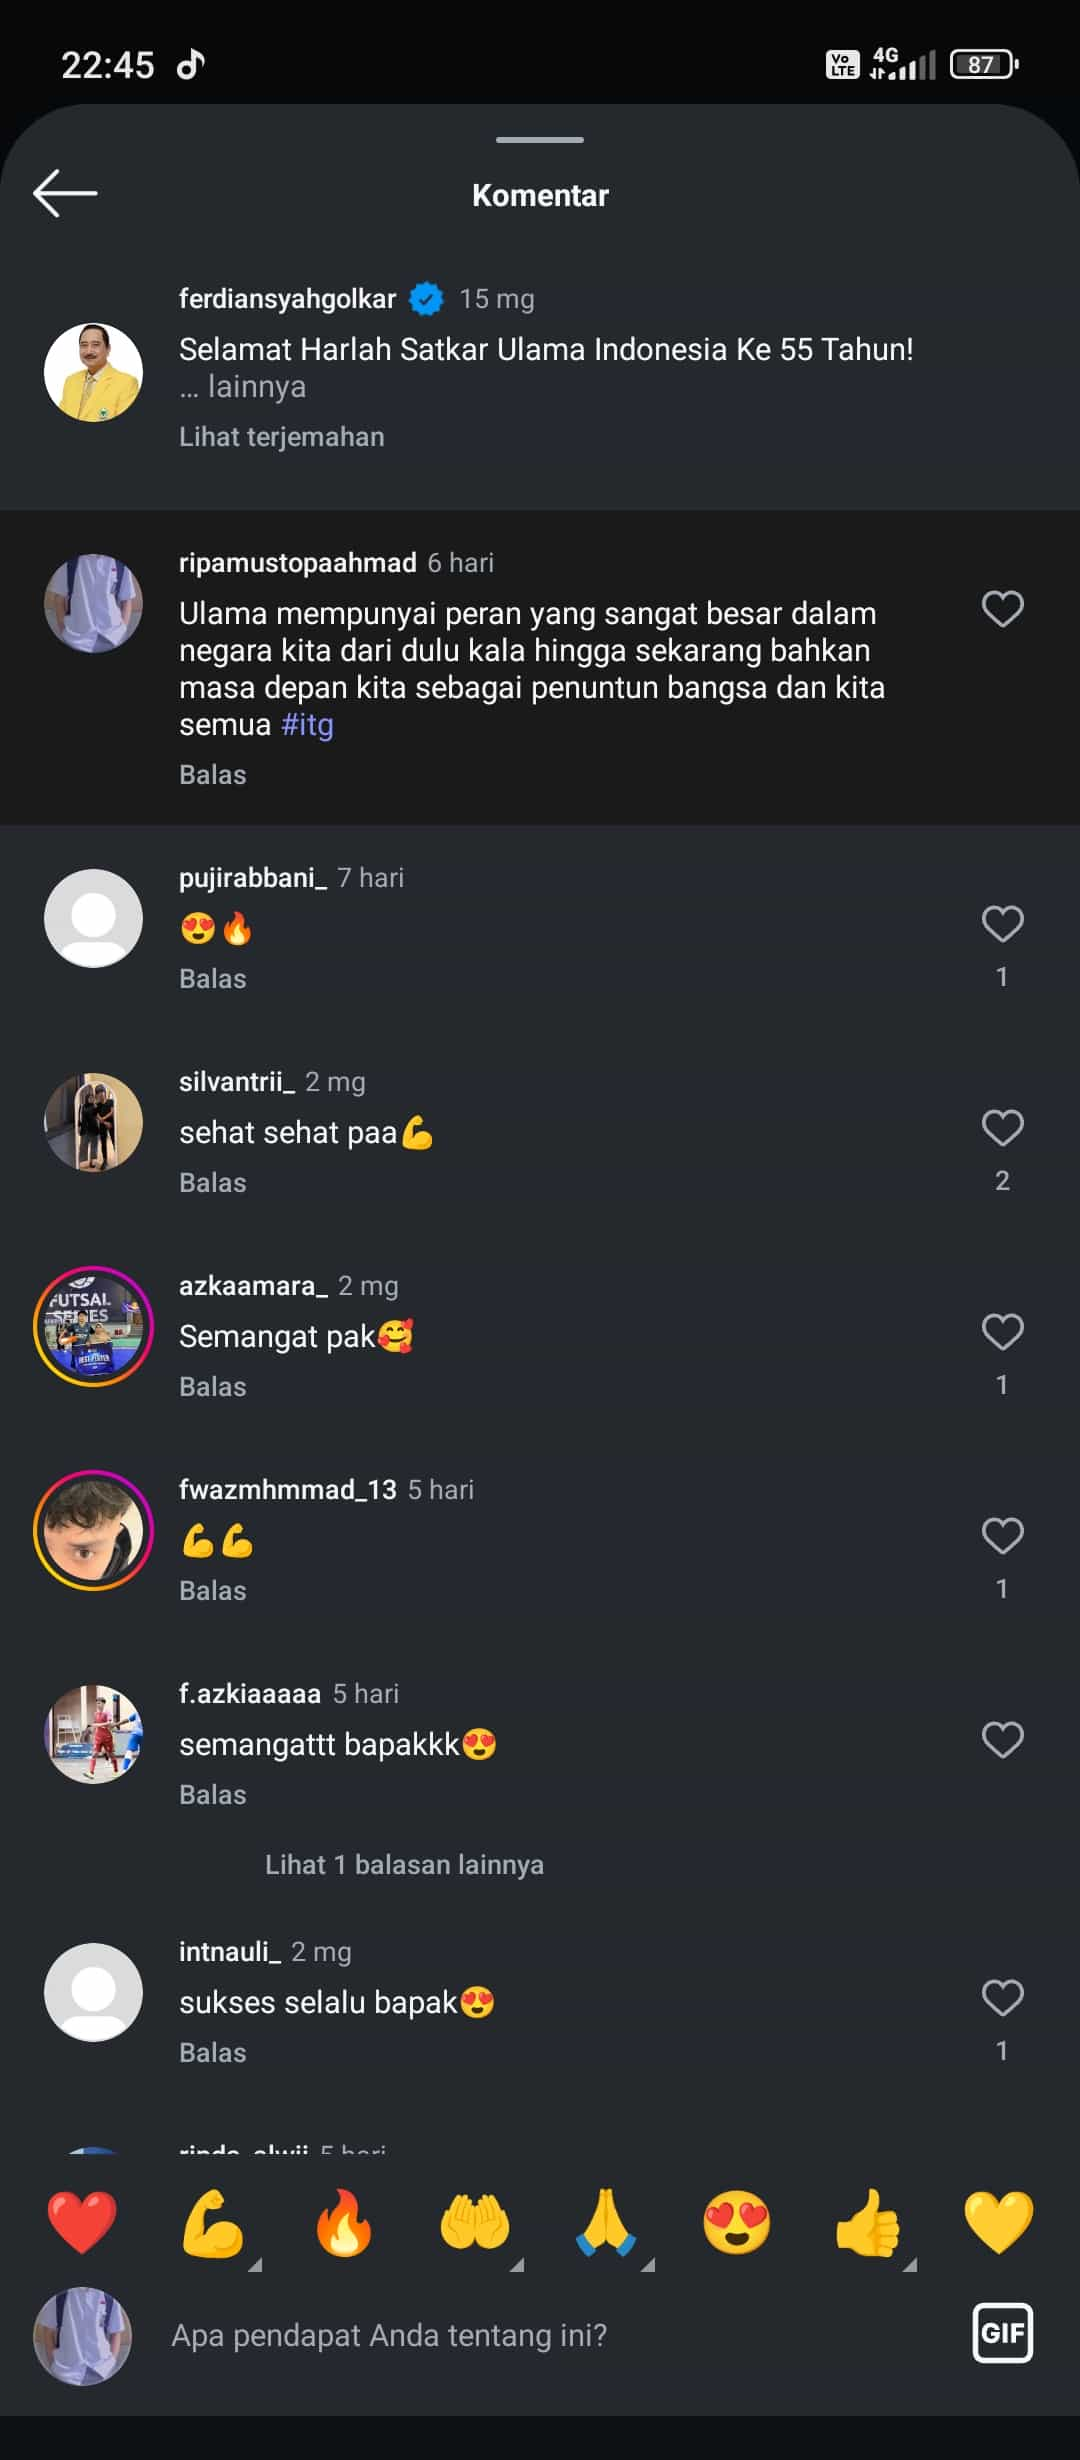 22:45
Vo LTE 4G 87
Komentar
ferdiansyahgolkar 15 mg
Selamat Harlah Satkar Ulama Indonesia Ke 55 Tahun!
... lainnya
Lihat terjemahan
ripamustopaahmad 6 hari
Ulama mempunyai peran yang sangat besar dalam
negara kita dari dulu kala hingga sekarang bahkan
masa depan kita sebagai penuntun bangsa dan kita
semua #itg
Balas
pujirabbani_ 7 hari
😍🔥
Balas
1
silvantrii_ 2 mg
sehat sehat paa💪
Balas
2
FUTSAL
SERIES
azkaamara_ 2 mg
Semangat pak🥰
Balas
1
fwazmhmmad_13 5 hari
💪💪
Balas
1
f.azkiaaaaa 5 hari
semangattt bapakkk😍
Balas
Lihat 1 balasan lainnya
intnauli_ 2 mg
sukses selalu bapak😍
Balas
1
5 hari
❤️💪🔥🤲🙏😍👍💛
Apa pendapat Anda tentang ini?
GIF